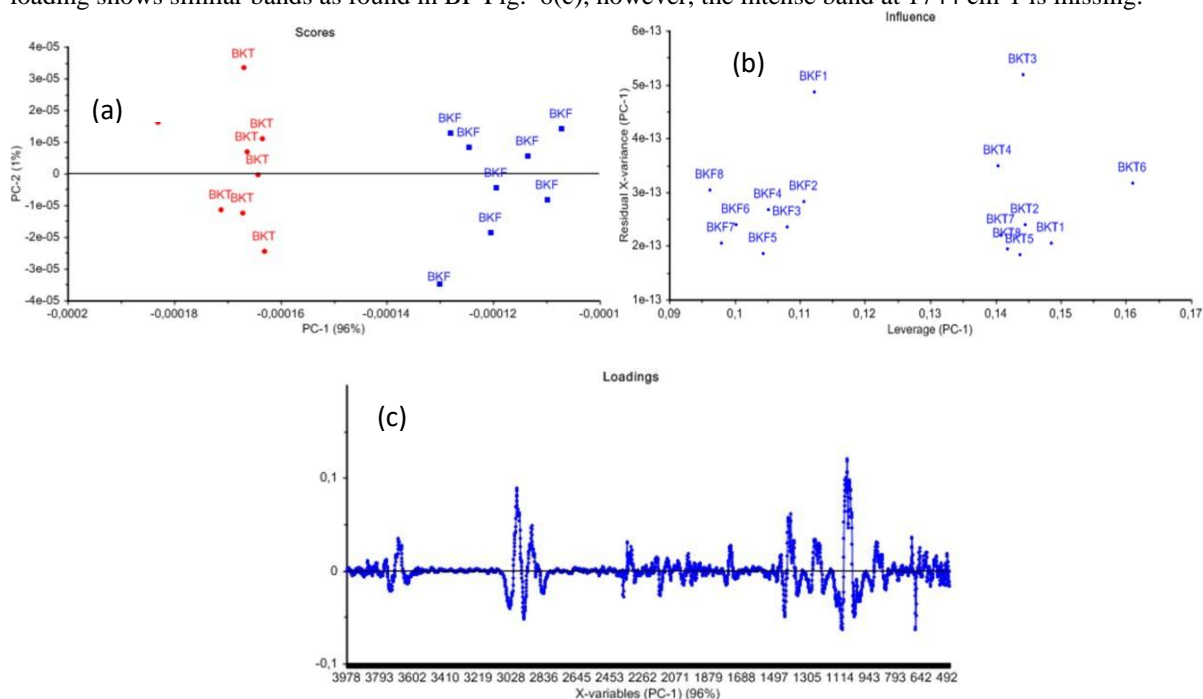 loading shows similar bands as found in BP Fig. 6(c), however, the intense band at 1744 cm-1 is missing.
Scores
(a)
4e-05
3e-05
2e-05
1e-05
0
-1e-05
-2e-05
-3e-05
-4e-05
PC-2 (1%)
BKT
BKT
BKT
BKT
BKT BKT
BKT
BKF
BKF
BKF
BKF
BKF
BKF
BKF
BKF
-0,0002 -0,00018 -0,00016 -0,00014 -0,00012 -0,0001
PC-1 (96%)
Influence
(b)
6e-13
5e-13
4e-13
3e-13
2e-13
1e-13
Residual X-variance (PC-1)
BKF1
BKT3
BKT4
BKT6
BKF8
BKF4
BKF2
BKF6
BKF3
BKF7
BKF5
BKT2
BKT7
BKT8
BKT5
BKT1
0,09 0,1 0,11 0,12 0,13 0,14 0,15 0,16 0,17
Leverage (PC-1)
Loadings
(c)
0,1
0
-0,1
3978 3793 3602 3410 3219 3028 2836 2645 2453 2262 2071 1879 1688 1497 1305 1114 943 793 642 492
X-variables (PC-1) (96%)